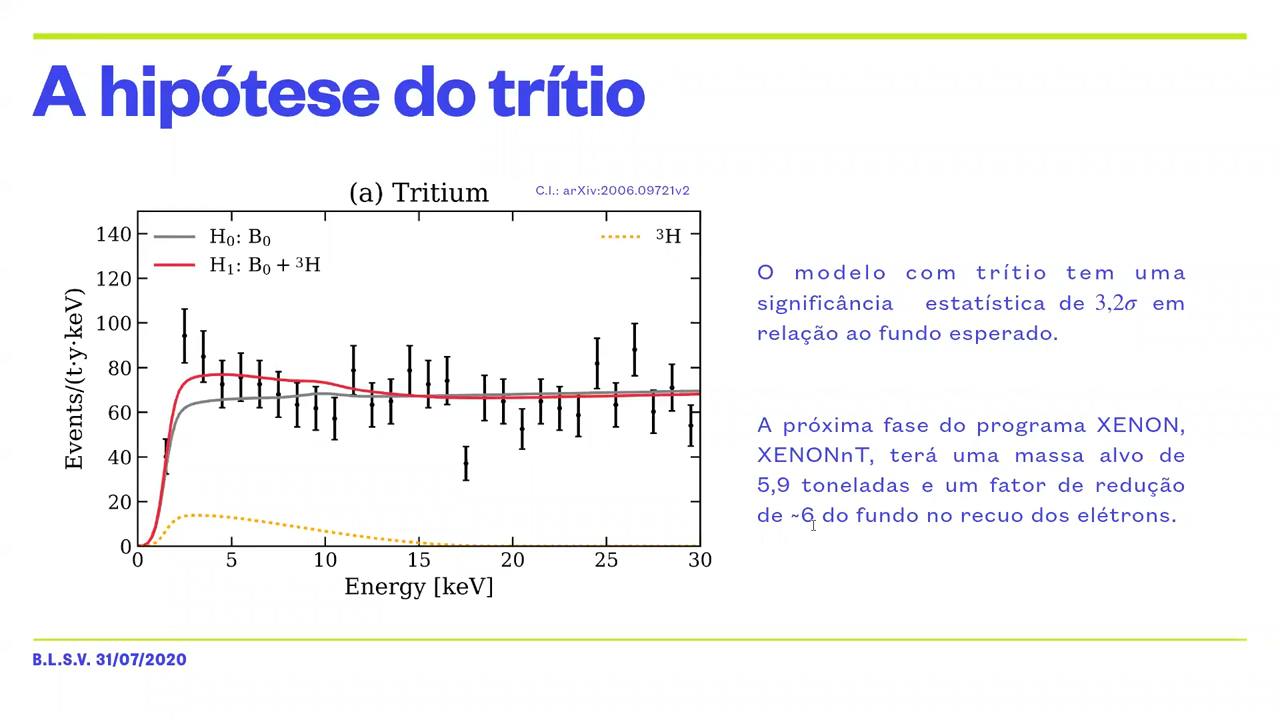 A hipótese do trítio
(a) Tritium
C.I.: arXiv:2006.09721v2
H₀: B₀
H₁: B₀ + ³H
³H
Events/(t·y·keV)
140
120
100
80
60
40
20
0
0 5 10 15 20 25 30
Energy [keV]
O modelo com trítio tem uma
significância estatística de 3,2σ em
relação ao fundo esperado.
A próxima fase do programa XENON,
XENONnT, terá uma massa alvo de
5,9 toneladas e um fator de redução
de ~6 do fundo no recuo dos elétrons.
B.L.S.V. 31/07/2020